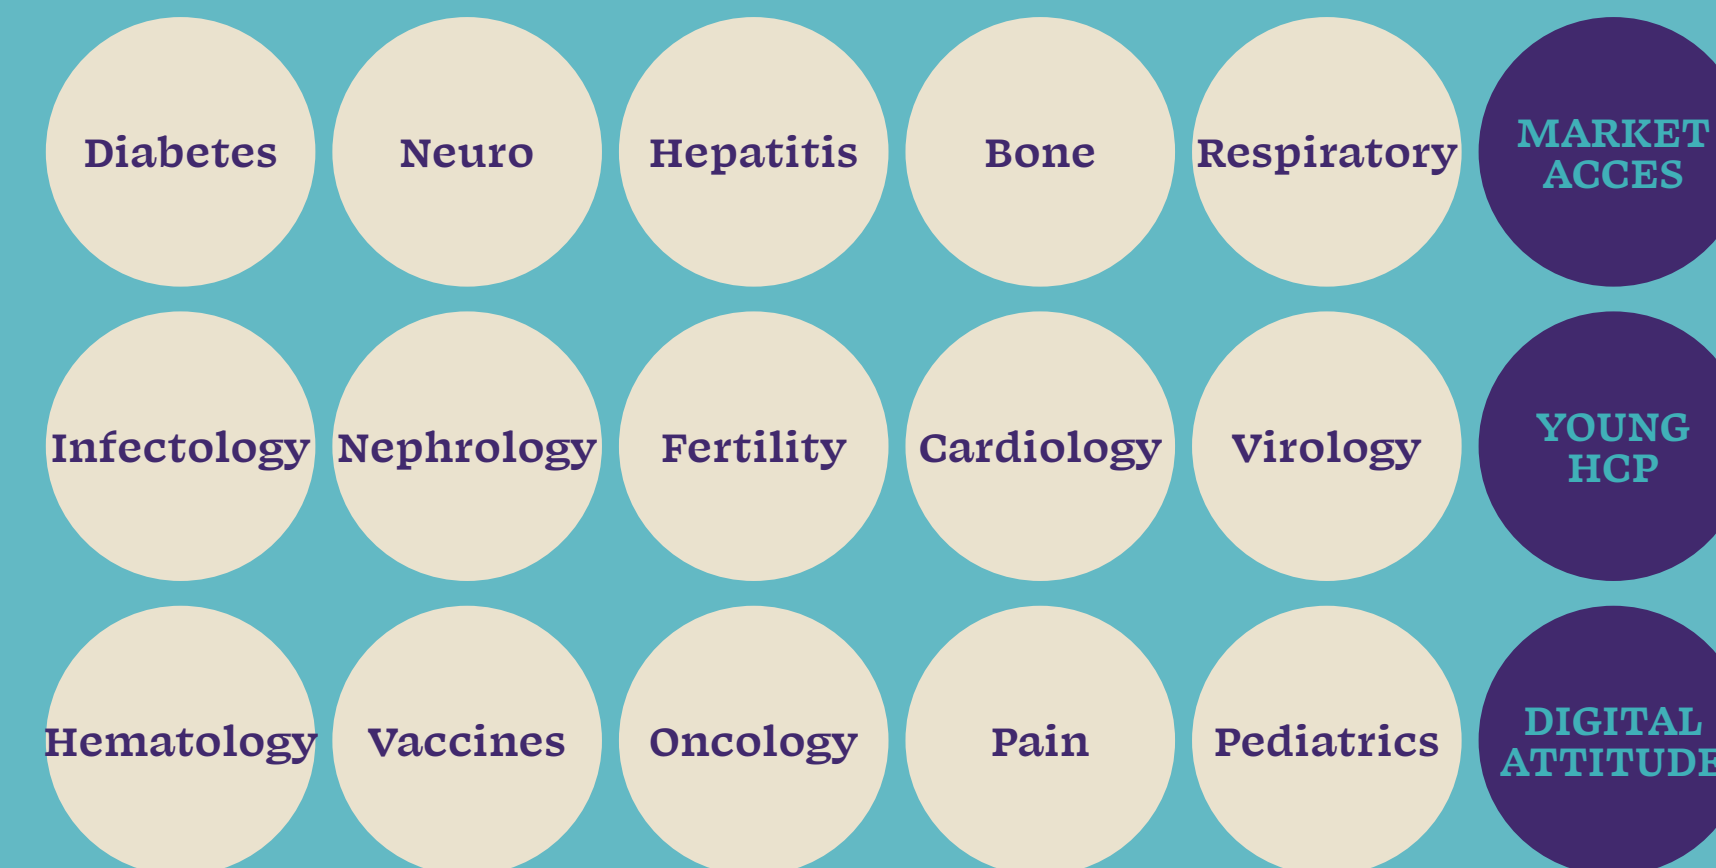 Diabetes
Neuro
Hepatitis
Bone
Respiratory
MARKET
ACCES
Infectology
Nephrology
Fertility
Cardiology
Virology
YOUNG
HCP
Hematology
Vaccines
Oncology
Pain
Pediatrics
DIGITAL
ATTITUDE